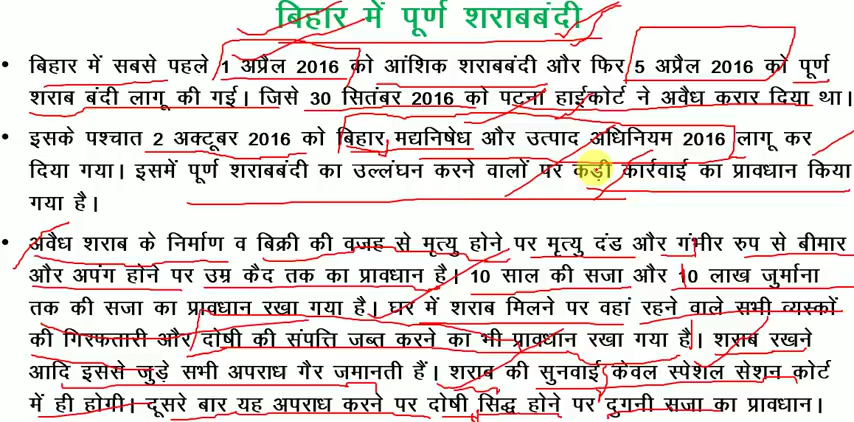 बिहार में पूर्ण शराबबंदी
• बिहार में सबसे पहले 1 अप्रैल 2016 को आंशिक शराबबंदी और फिर 5 अप्रैल 2016 को पूर्ण
शराब बंदी लागू की गई। जिसे 30 सितंबर 2016 को पटना हाईकोर्ट ने अवैध करार दिया था।
• इसके पश्चात 2 अक्टूबर 2016 को बिहार मद्यनिषेध और उत्पाद अधिनियम 2016 लागू कर
दिया गया। इसमें पूर्ण शराबबंदी का उल्लंघन करने वालों पर कड़ी कार्रवाई का प्रावधान किया
गया है।
• अवैध शराब के निर्माण व बिक्री की वजह से मृत्यु होने पर मृत्यु दंड और गंभीर रुप से बीमार
और अपंग होने पर उम्र कैद तक का प्रावधान है। 10 साल की सजा और 10 लाख जुर्माना
तक की सजा का प्रावधान रखा गया है। घर में शराब मिलने पर वहां रहने वाले सभी व्यस्कों
की गिरफ्तारी और दोषी की संपत्ति जब्त करने का भी प्रावधान रखा गया है। शराब रखने
आदि इससे जुड़े सभी अपराध गैर जमानती हैं। शराब की सुनवाई केवल स्पेशल सेशन कोर्ट
में ही होगी। दूसरे बार यह अपराध करने पर दोषी सिद्ध होने पर दुगनी सजा का प्रावधान।